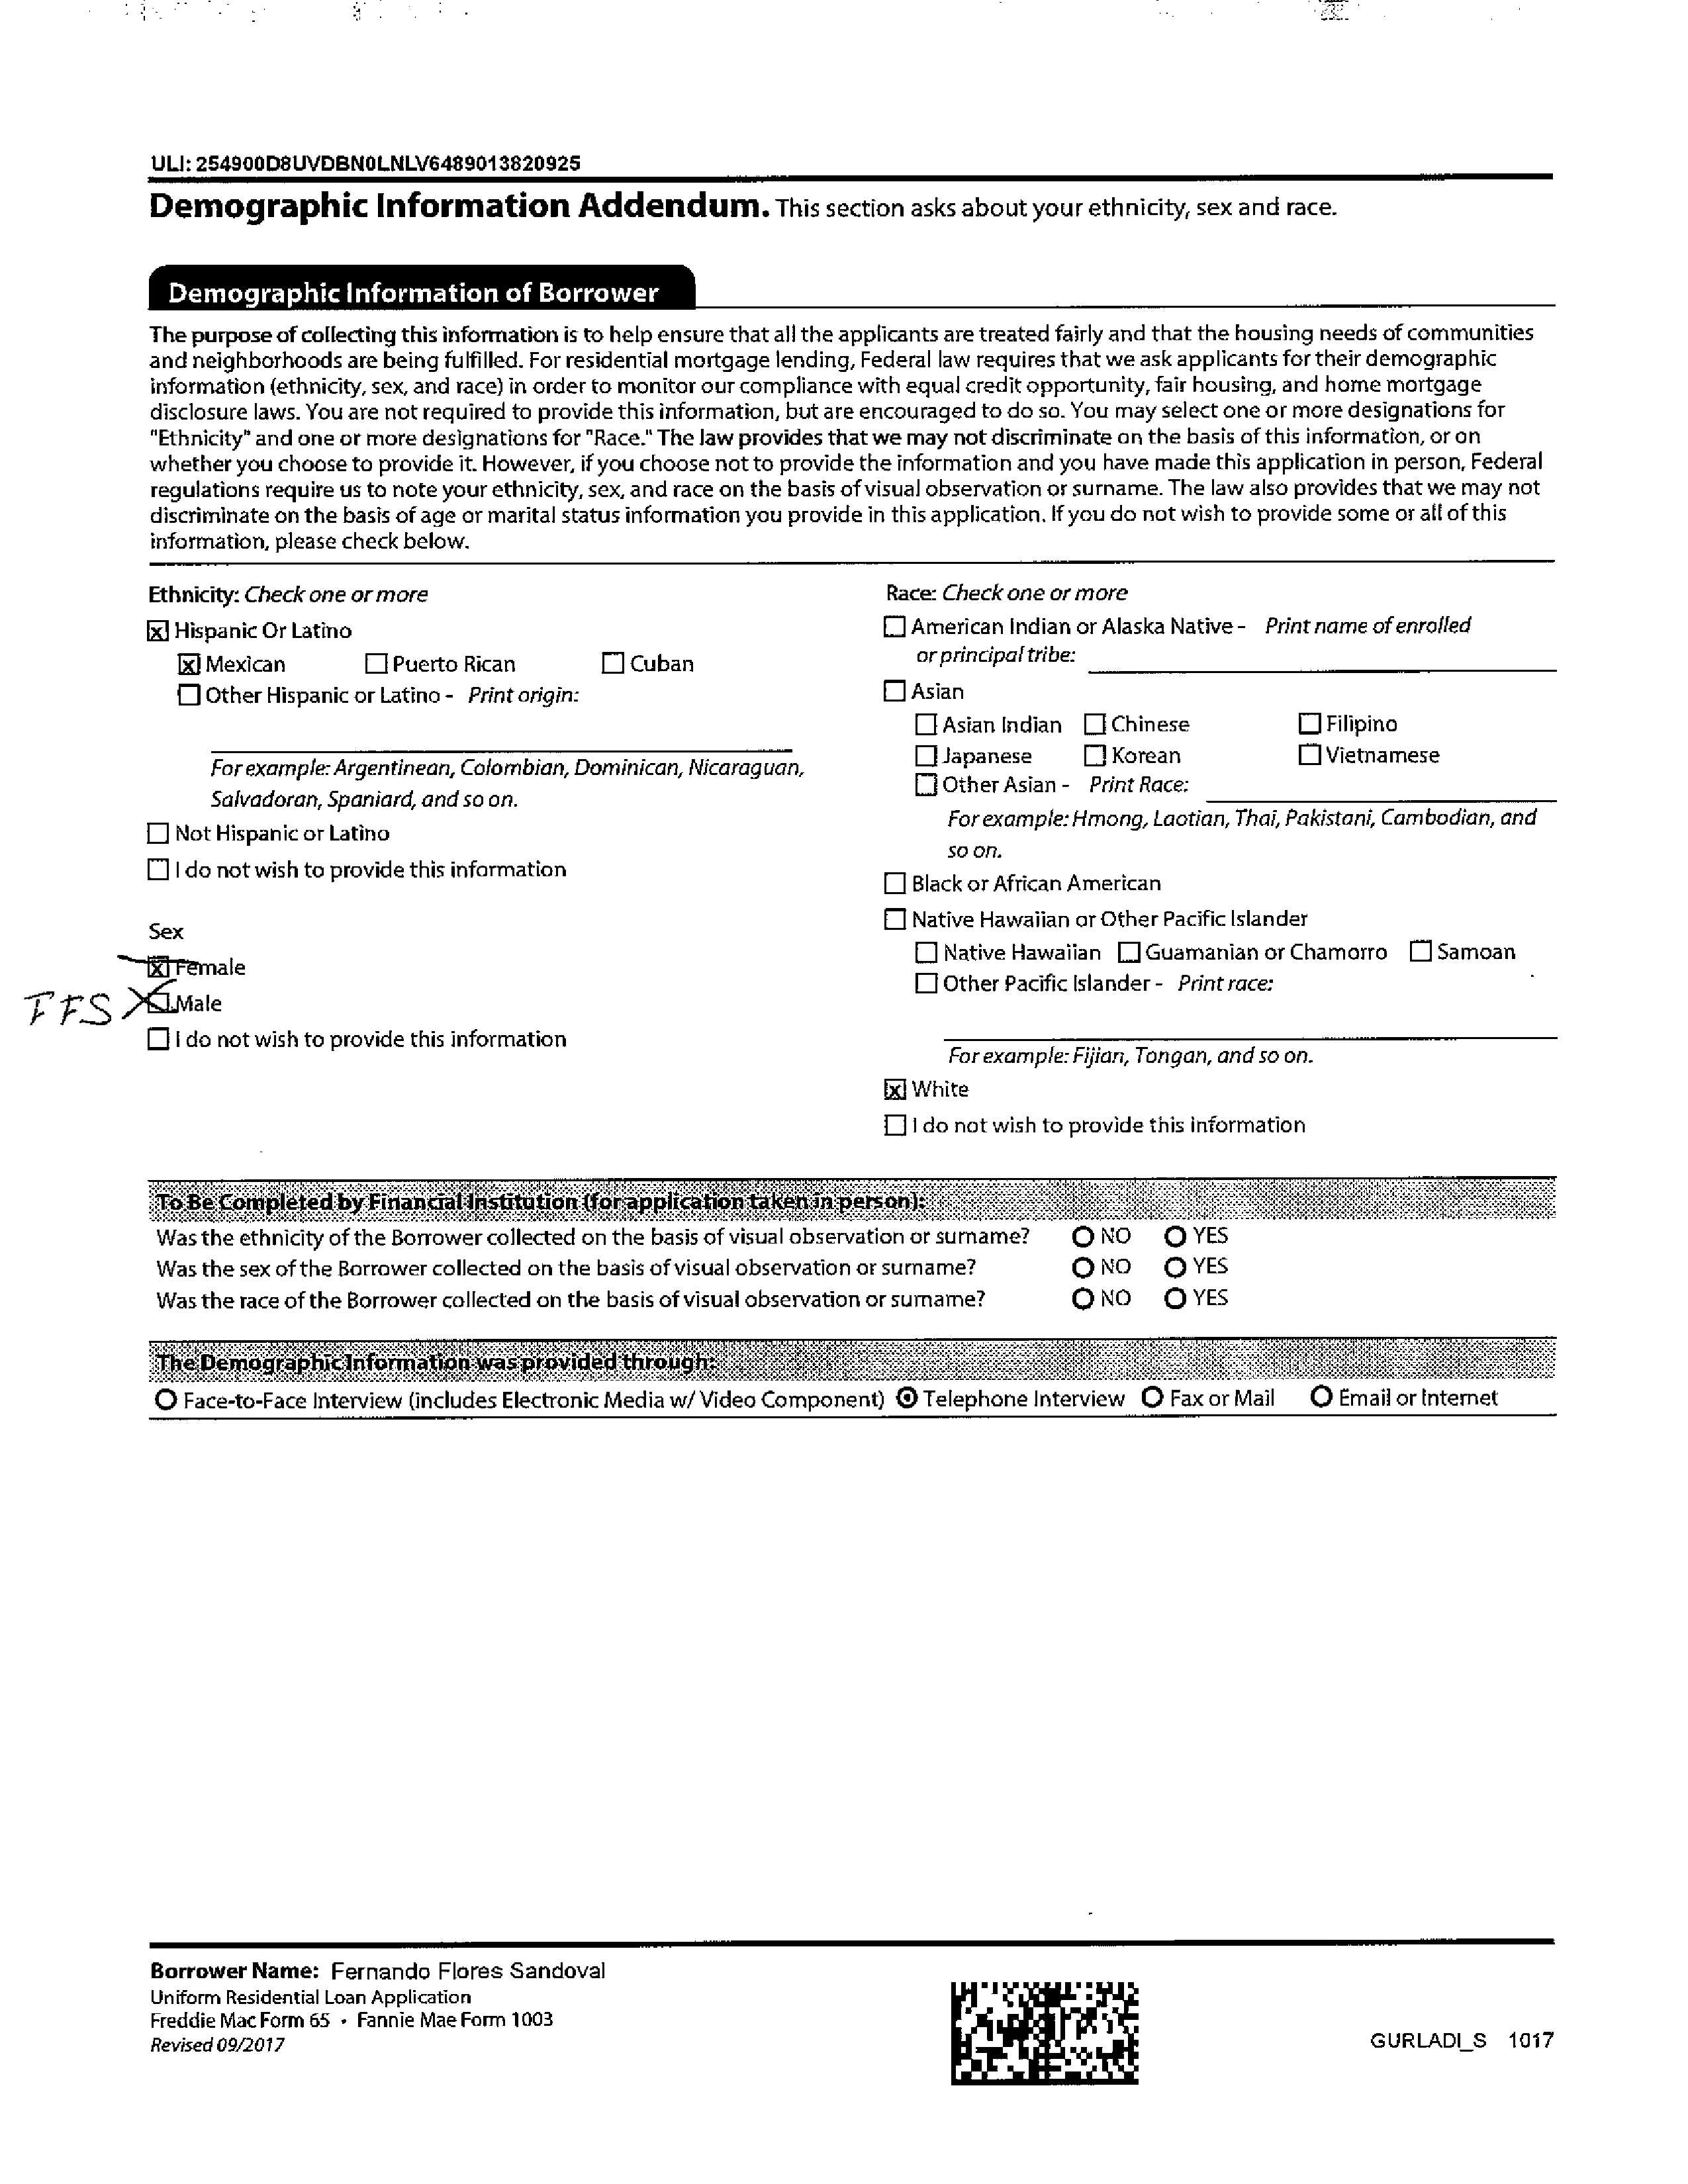 ULI: 254900D8UVDBN0LNLV6489013820925
Demographic Information Addendum. This section asks about your ethnicity, sex and race.
Demographic Information of Borrower
The purpose of collecting this information is to help ensure that all the applicants are treated fairly and that the housing needs of communities
and neighborhoods are being fulfilled. For residential mortgage lending, Federal law requires that we ask applicants for their demographic
information (ethnicity, sex, and race) in order to monitor our compliance with equal credit opportunity, fair housing, and home mortgage
disclosure laws. You are not required to provide this information, but are encouraged to do so. You may select one or more designations for
"Ethnicity" and one or more designations for "Race." The law provides that we may not discriminate on the basis of this information, or on
whether you choose to provide it. However, if you choose not to provide the information and you have made this application in person, Federal
regulations require us to note your ethnicity, sex, and race on the basis of visual observation or surname. The law also provides that we may not
discriminate on the basis of age or marital status information you provide in this application. If you do not wish to provide some or all of this
information, please check below.
Ethnicity: Check one or more
Hispanic Or Latino
Mexican Puerto Rican Cuban
Other Hispanic or Latino - Print origin:
For example: Argentinean, Colombian, Dominican, Nicaraguan,
Salvadoran, Spaniard, and so on.
Not Hispanic or Latino
I do not wish to provide this information
Sex
Female
FFS X Male
I do not wish to provide this information
Race: Check one or more
American Indian or Alaska Native - Print name of enrolled
or principal tribe:
Asian
Asian Indian Chinese Filipino
Japanese Korean Vietnamese
Other Asian - Print Race:
For example: Hmong, Laotian, Thai, Pakistani, Cambodian, and
so on.
Black or African American
Native Hawaiian or Other Pacific Islander
Native Hawaiian Guamanian or Chamorro Samoan
Other Pacific Islander - Print race:
For example: Fijian, Tongan, and so on.
White
I do not wish to provide this information
To Be Completed by Financial Institution (for application taken in person):
Was the ethnicity of the Borrower collected on the basis of visual observation or surname? NO YES
Was the sex of the Borrower collected on the basis of visual observation or surname? NO YES
Was the race of the Borrower collected on the basis of visual observation or surname? NO YES
The Demographic Information was provided through:
Face-to-Face Interview (includes Electronic Media w/ Video Component) Telephone Interview Fax or Mail Email or Internet
Borrower Name: Fernando Flores Sandoval
Uniform Residential Loan Application
Freddie Mac Form 65 • Fannie Mae Form 1003
Revised 09/2017
GURLADI_S 1017